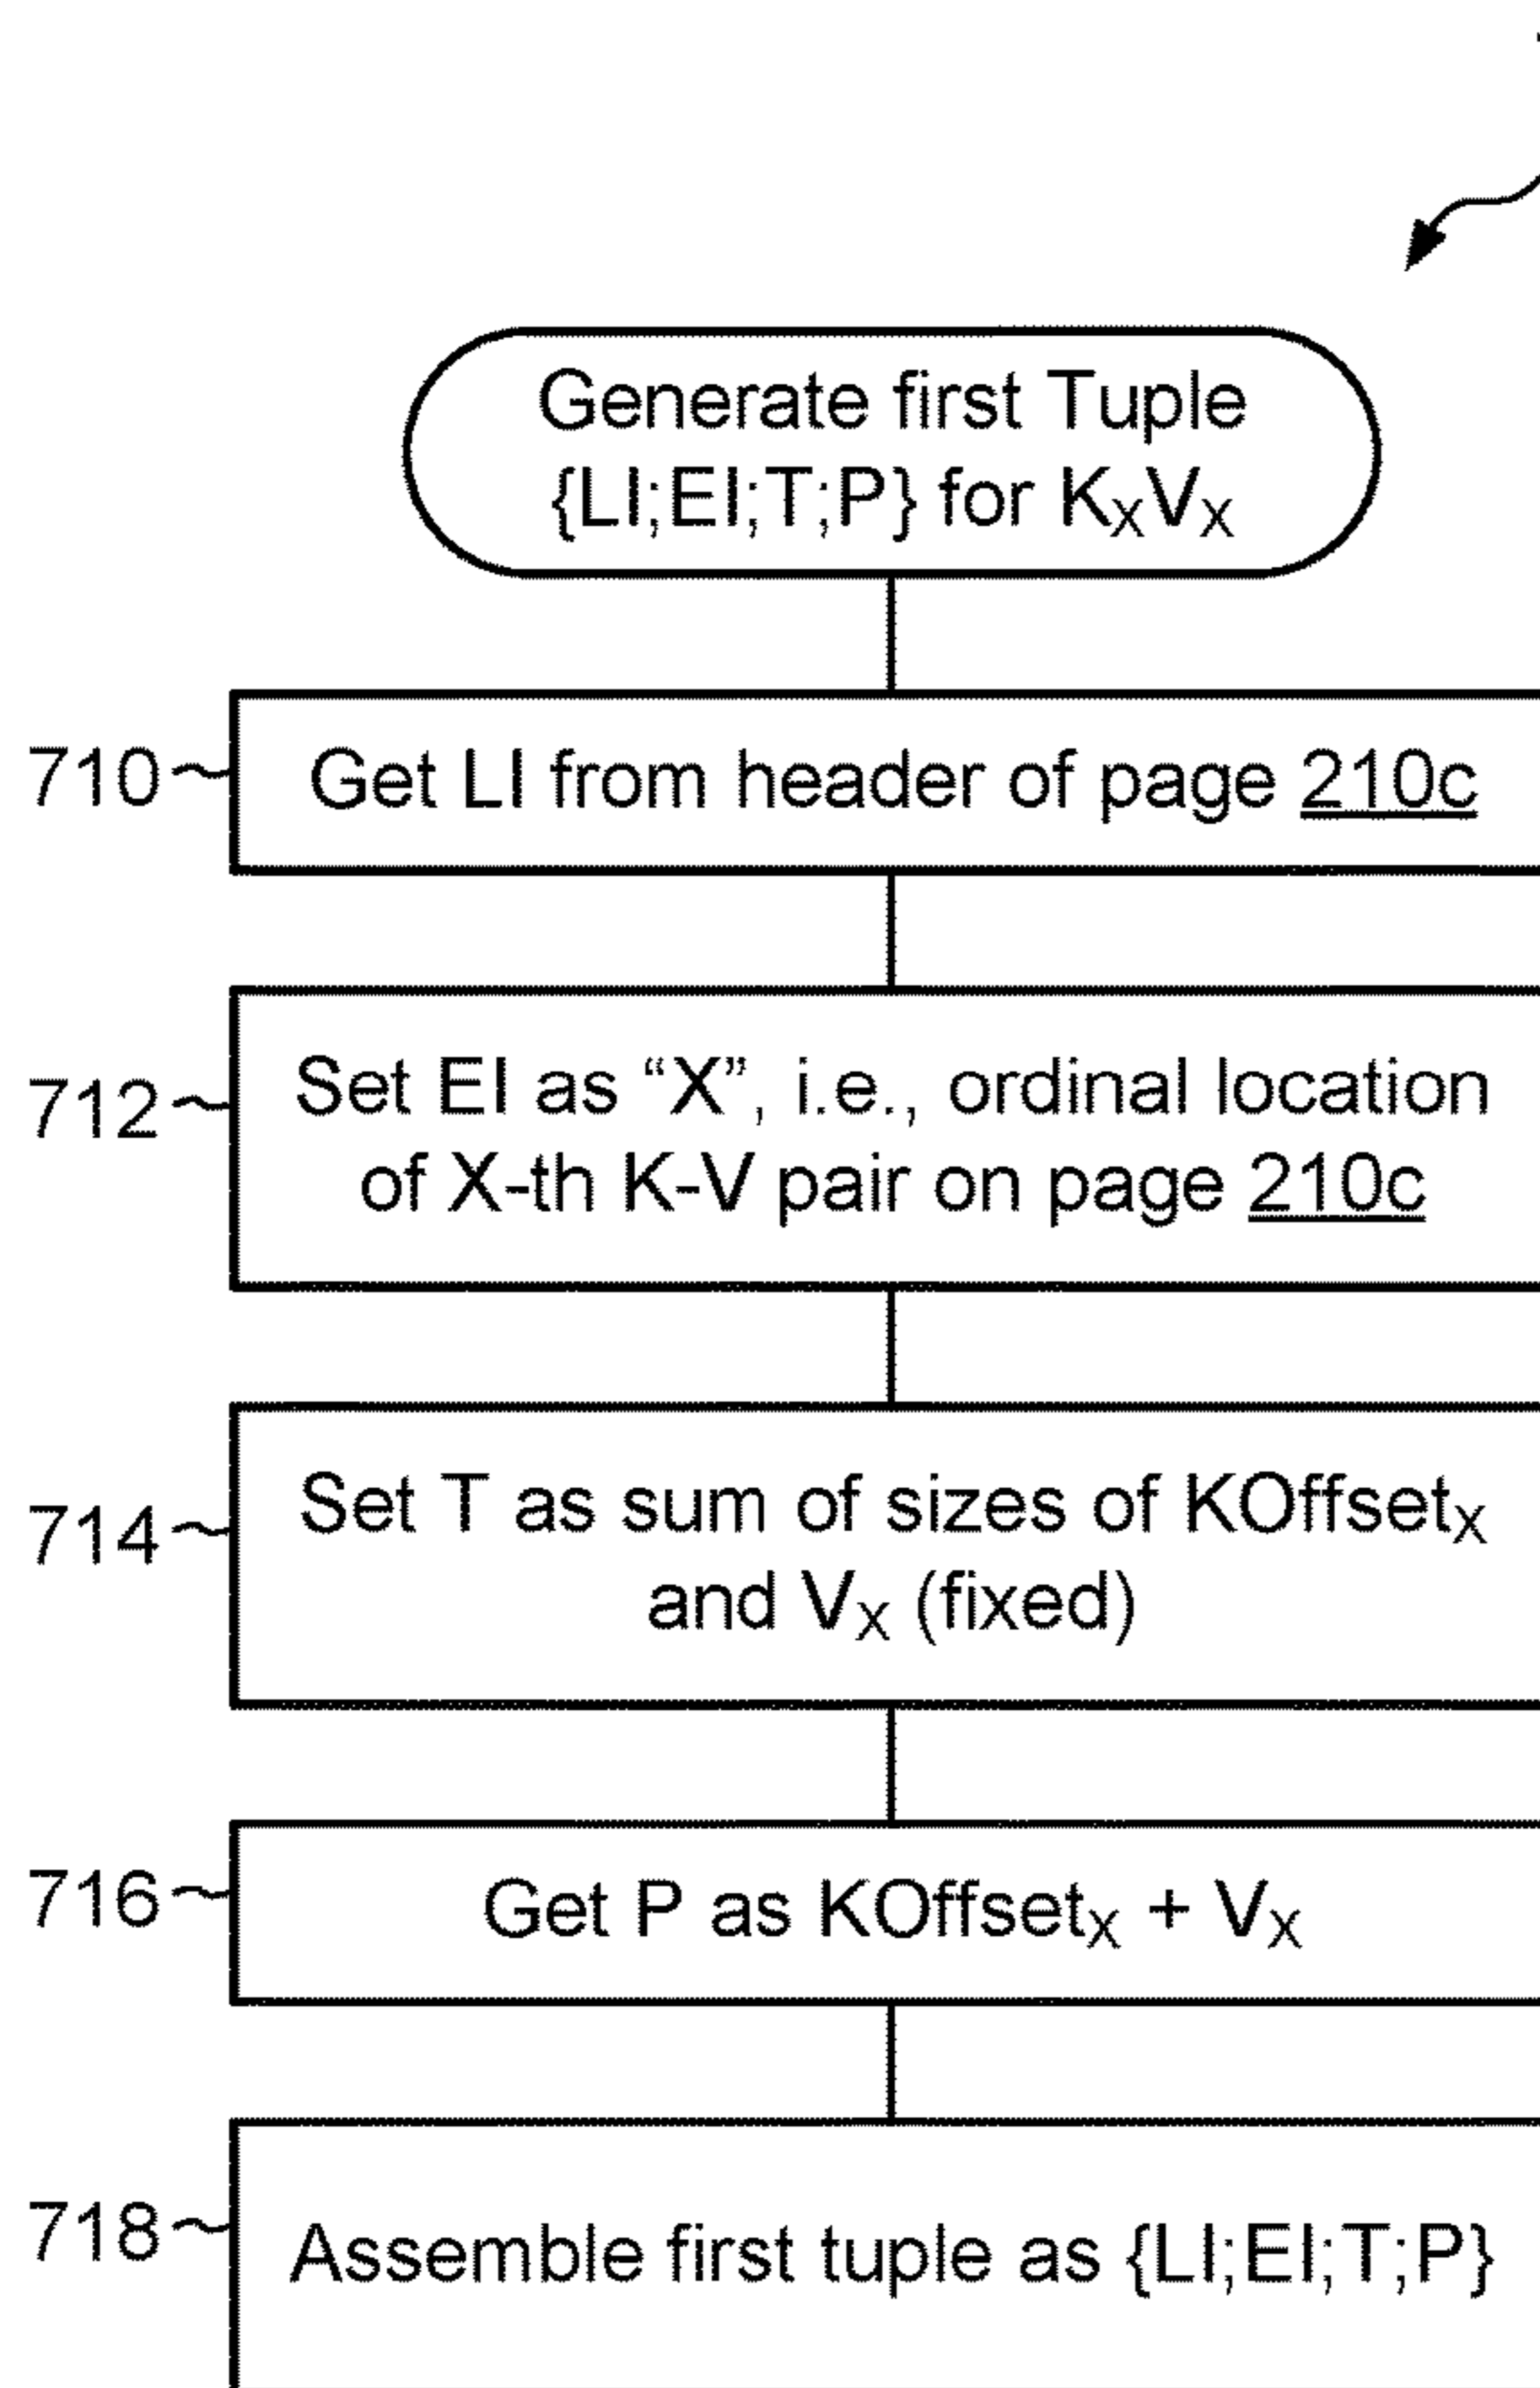 Generate first Tuple
{LI;EI;T;P} for KXVX
710
Get LI from header of page 210c
712
Set EI as “X”, i.e., ordinal location
of X-th K-V pair on page 210c
714
Set T as sum of sizes of KOffsetX
and VX (fixed)
716
Get P as KOffsetX + VX
718
Assemble first tuple as {LI;EI;T;P}